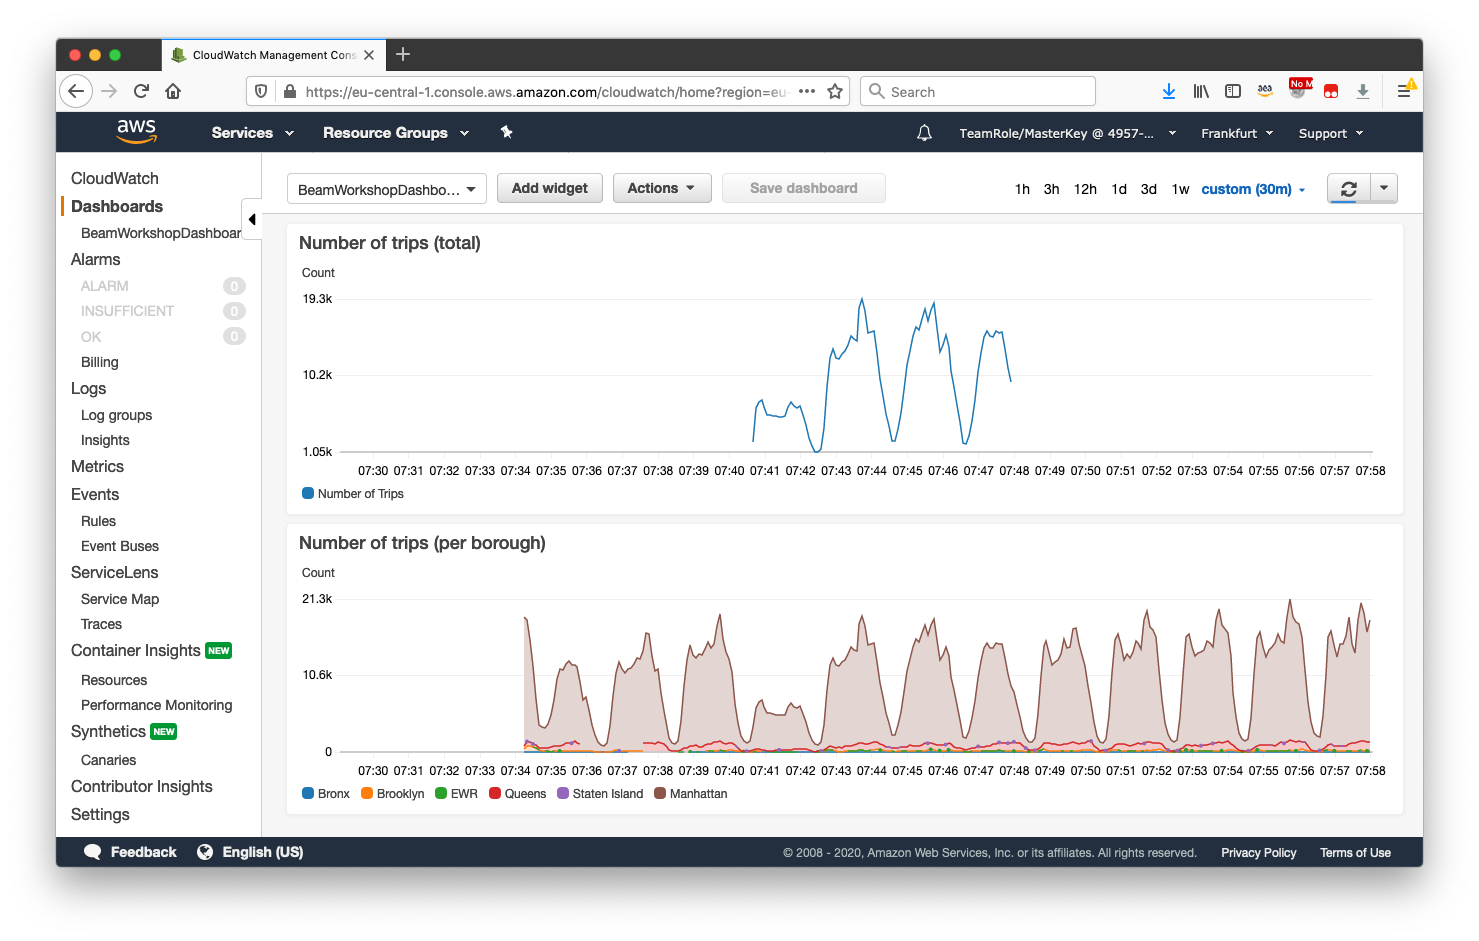 CloudWatch Management Cons
https://eu-central-1.console.aws.amazon.com/cloudwatch/home?region=eu-
Search
aws
No M
aws Services Resource Groups
TeamRole/MasterKey @ 4957-... Frankfurt Support
CloudWatch
Dashboards
BeamWorkshopDashboar
Alarms
ALARM 0
INSUFFICIENT 0
OK 0
Billing
Logs
Log groups
Insights
Metrics
Events
Rules
Event Buses
ServiceLens
Service Map
Traces
Container Insights NEW
Resources
Performance Monitoring
Synthetics NEW
Canaries
Contributor Insights
Settings
BeamWorkshopDashbo... Add widget Actions Save dashboard
1h 3h 12h 1d 3d 1w custom (30m)
Number of trips (total)
Count
19.3k
10.2k
1.05k
07:30 07:31 07:32 07:33 07:34 07:35 07:36 07:37 07:38 07:39 07:40 07:41 07:42 07:43 07:44 07:45 07:46 07:47 07:48 07:49 07:50 07:51 07:52 07:53 07:54 07:55 07:56 07:57 07:58
Number of Trips
Number of trips (per borough)
Count
21.3k
10.6k
0
07:30 07:31 07:32 07:33 07:34 07:35 07:36 07:37 07:38 07:39 07:40 07:41 07:42 07:43 07:44 07:45 07:46 07:47 07:48 07:49 07:50 07:51 07:52 07:53 07:54 07:55 07:56 07:57 07:58
Bronx Brooklyn EWR Queens Staten Island Manhattan
Feedback English (US)
© 2008 - 2020, Amazon Web Services, Inc. or its affiliates. All rights reserved. Privacy Policy Terms of Use